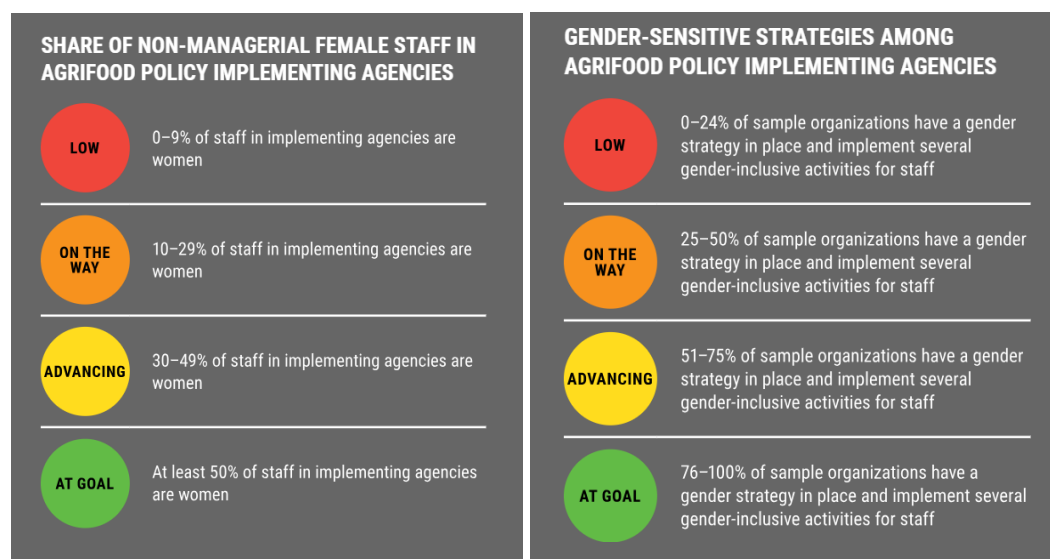 SHARE OF NON-MANAGERIAL FEMALE STAFF IN
AGRIFOOD POLICY IMPLEMENTING AGENCIES
LOW
0–9% of staff in implementing agencies are
women
ON THE
WAY
10–29% of staff in implementing agencies are
women
ADVANCING
30–49% of staff in implementing agencies are
women
AT GOAL
At least 50% of staff in implementing agencies
are women
GENDER-SENSITIVE STRATEGIES AMONG
AGRIFOOD POLICY IMPLEMENTING AGENCIES
LOW
0–24% of sample organizations have a gender
strategy in place and implement several
gender-inclusive activities for staff
ON THE
WAY
25–50% of sample organizations have a gender
strategy in place and implement several
gender-inclusive activities for staff
ADVANCING
51–75% of sample organizations have a gender
strategy in place and implement several
gender-inclusive activities for staff
AT GOAL
76–100% of sample organizations have a
gender strategy in place and implement several
gender-inclusive activities for staff